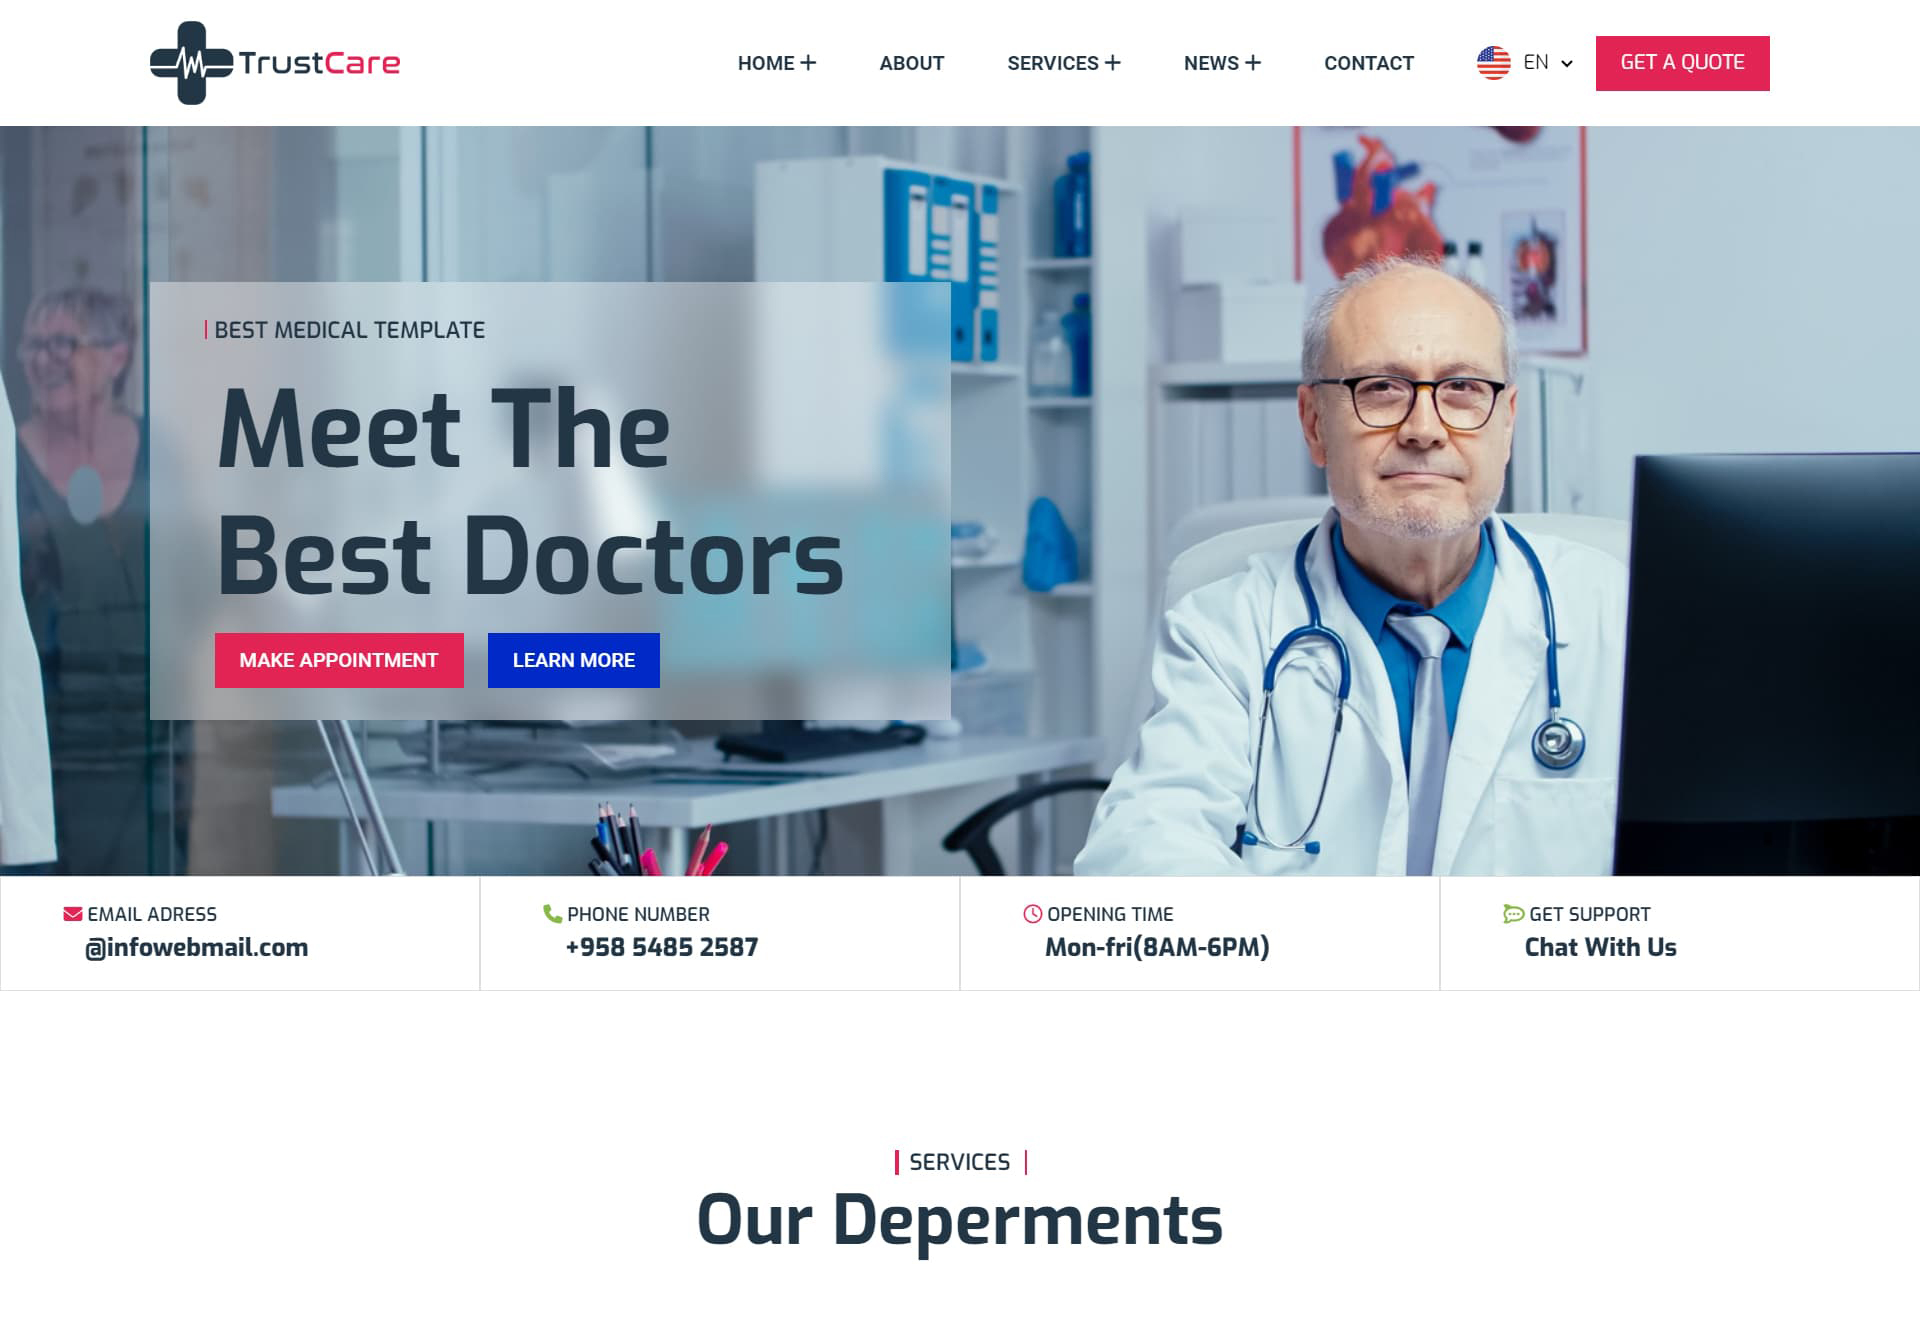 TrustCare
HOME
ABOUT
SERVICES
NEWS
CONTACT
EN
GET A QUOTE
BEST MEDICAL TEMPLATE
Meet The
Best Doctors
MAKE APPOINTMENT
LEARN MORE
EMAIL ADRESS
@infowebmail.com
PHONE NUMBER
+958 5485 2587
OPENING TIME
Mon-fri(8AM-6PM)
GET SUPPORT
Chat With Us
SERVICES
Our Deperments